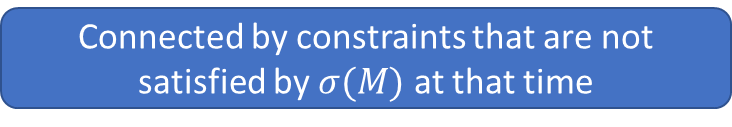 Connected by constraints that are not
satisfied by σ(M) at that time